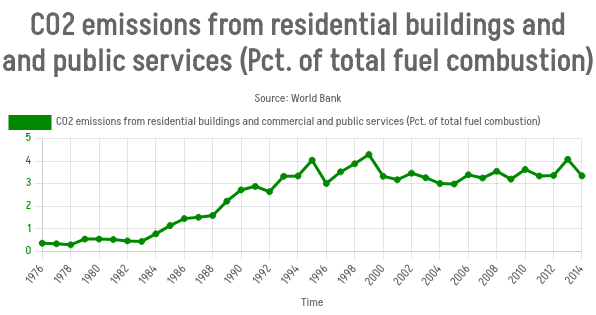 CO2 emissions from residential buildings and
and public services (Pct. of total fuel combustion)
Source: World Bank
CO2 emissions from residential buildings and commercial and public services (Pct. of total fuel combustion)
5
4
3
2
1
0
1976 1978 1980 1982 1984 1986 1988 1990 1992 1994 1996 1998 2000 2002 2004 2006 2008 2010 2012 2014
Time